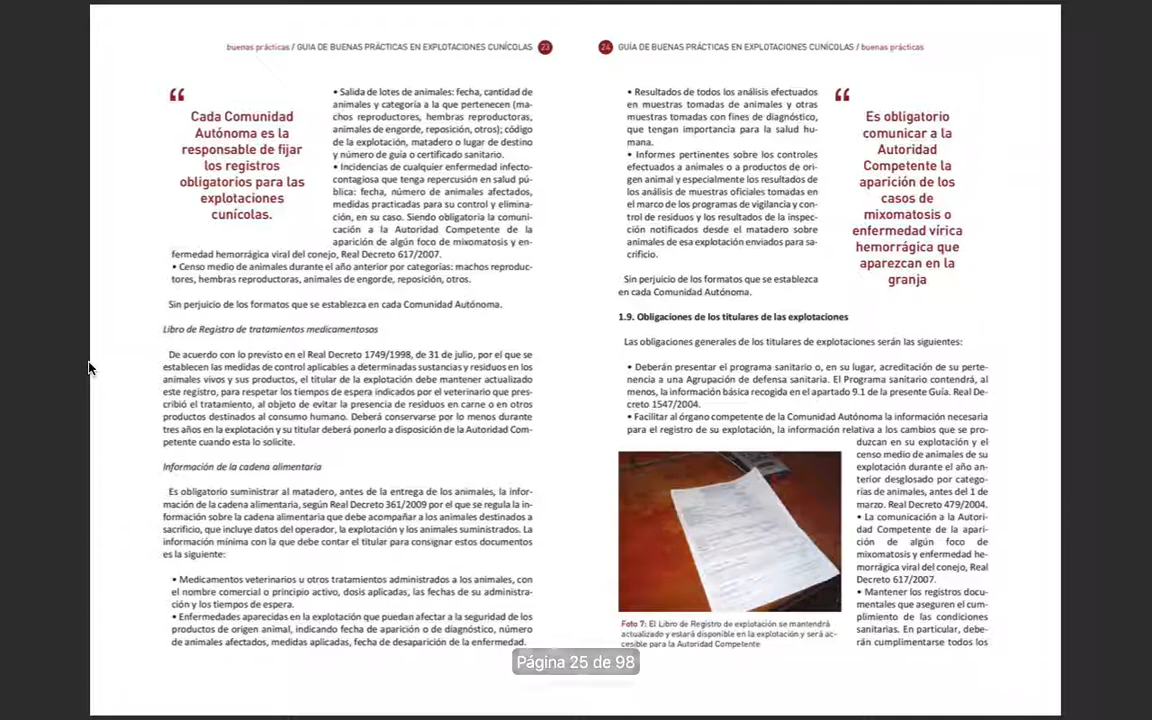 buenas prácticas / GUIA DE BUENAS PRÁCTICAS EN EXPLOTACIONES CUNÍCOLAS 23
“
Cada Comunidad
Autónoma es la
responsable de fijar
los registros
obligatorios para las
explotaciones
cunícolas.
• Salida de lotes de animales: fecha, cantidad de
animales y categoría a la que pertenecen (ma-
chos reproductores, hembras reproductoras,
animales de engorde, reposición, otros); código
de la explotación, matadero o lugar de destino
y número de guía o certificado sanitario.
• Incidencias de cualquier enfermedad infecto-
contagiosa que tenga repercusión en salud pú-
blica: fecha, número de animales afectados,
medidas practicadas para su control y elimina-
ción, en su caso. Siendo obligatoria la comuni-
cación a la Autoridad Competente de la
aparición de algún foco de mixomatosis y en-
fermedad hemorrágica viral del conejo, Real Decreto 617/2007.
• Censo medio de animales durante el año anterior por categorías: machos reproduc-
tores, hembras reproductoras, animales de engorde, reposición, otros.
Sin perjuicio de los formatos que se establezca en cada Comunidad Autónoma.
Libro de Registro de tratamientos medicamentosos
De acuerdo con lo previsto en el Real Decreto 1749/1998, de 31 de julio, por el que se
establecen las medidas de control aplicables a determinadas sustancias y residuos en los
animales vivos y sus productos, el titular de la explotación debe mantener actualizado
este registro, para respetar los tiempos de espera indicados por el veterinario que pres-
cribió el tratamiento, al objeto de evitar la presencia de residuos en carne o en otros
productos destinados al consumo humano. Deberá conservarse por lo menos durante
tres años en la explotación y su titular deberá ponerlo a disposición de la Autoridad Com-
petente cuando esta lo solicite.
Información de la cadena alimentaria
Es obligatorio suministrar al matadero, antes de la entrega de los animales, la infor-
mación de la cadena alimentaria, según Real Decreto 361/2009 por el que se regula la in-
formación sobre la cadena alimentaria que debe acompañar a los animales destinados a
sacrificio, que incluye datos del operador, la explotación y los animales suministrados. La
información mínima con la que debe contar el titular para consignar estos documentos
es la siguiente:
• Medicamentos veterinarios u otros tratamientos administrados a los animales, con
el nombre comercial o principio activo, dosis aplicadas, las fechas de su administra-
ción y los tiempos de espera.
• Enfermedades aparecidas en la explotación que puedan afectar a la seguridad de los
productos de origen animal, indicando fecha de aparición o de diagnóstico, número
de animales afectados, medidas aplicadas, fecha de desaparición de la enfermedad.
24 GUÍA DE BUENAS PRÁCTICAS EN EXPLOTACIONES CUNÍCOLAS / buenas prácticas
• Resultados de todos los análisis efectuados
en muestras tomadas de animales y otras
muestras tomadas con fines de diagnóstico,
que tengan importancia para la salud hu-
mana.
• Informes pertinentes sobre los controles
efectuados a animales o a productos de ori-
gen animal y especialmente los resultados de
los análisis de muestras oficiales tomadas en
el marco de los programas de vigilancia y con-
trol de residuos y los resultados de la inspec-
ción notificados desde el matadero sobre
animales de esa explotación enviados para sa-
crificio.
“
Es obligatorio
comunicar a la
Autoridad
Competente la
aparición de los
casos de
mixomatosis o
enfermedad vírica
hemorrágica que
aparezcan en la
granja
Sin perjuicio de los formatos que se establezca
en cada Comunidad Autónoma.
1.9. Obligaciones de los titulares de las explotaciones
Las obligaciones generales de los titulares de explotaciones serán las siguientes:
• Deberán presentar el programa sanitario o, en su lugar, acreditación de su perte-
nencia a una Agrupación de defensa sanitaria. El Programa sanitario contendrá, al
menos, la información básica recogida en el apartado 9.1 de la presente Guía. Real De-
creto 1547/2004.
• Facilitar al órgano competente de la Comunidad Autónoma la información necesaria
para el registro de su explotación, la información relativa a los cambios que se pro-
duzcan en su explotación y el
censo medio de animales de su
explotación durante el año an-
terior desglosado por catego-
rías de animales, antes del 1 de
marzo. Real Decreto 479/2004.
• La comunicación a la Autori-
dad Competente de la apari-
ción de algún foco de
mixomatosis y enfermedad he-
morrágica viral del conejo, Real
Decreto 617/2007.
• Mantener los registros docu-
mentales que aseguren el cum-
plimiento de las condiciones
sanitarias. En particular, debe-
rán cumplimentarse todos los
Foto 7: El Libro de Registro de explotación se mantendrá
actualizado y estará disponible en la explotación y será ac-
cesible para la Autoridad Competente
Página 25 de 98